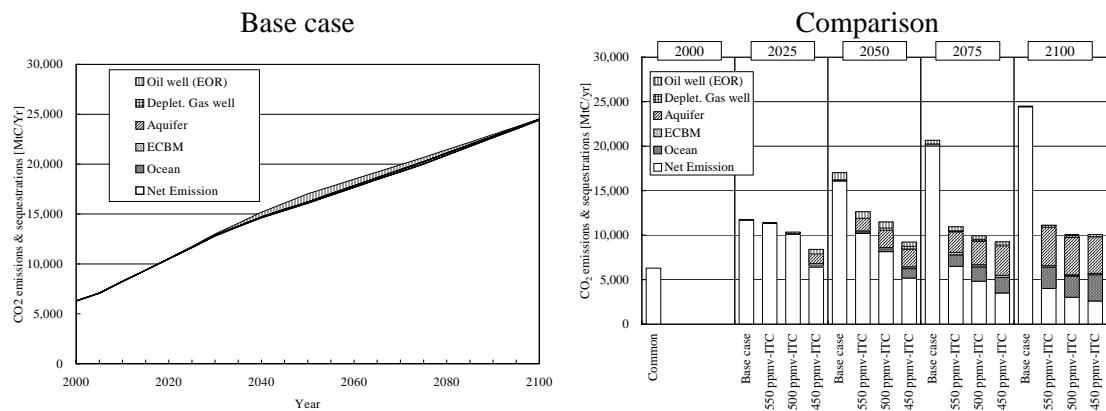 Base case
30,000
25,000
20,000
15,000
10,000
5,000
0
CO2 emissions & sequestrations [MtC/Yr]
Oil well (EOR)
Deplet. Gas well
Aquifer
ECBM
Ocean
Net Emission
2000 2020 2040 2060 2080 2100
Year
Comparison
2000 2025 2050 2075 2100
30,000
25,000
20,000
15,000
10,000
5,000
0
CO2 emissions & sequestrations [MtC/yr]
Oil well (EOR)
Deplet. Gas well
Aquifer
ECBM
Ocean
Net Emission
Common
Base case
550 ppmv-ITC
500 ppmv-ITC
450 ppmv-ITC
Base case
550 ppmv-ITC
500 ppmv-ITC
450 ppmv-ITC
Base case
550 ppmv-ITC
500 ppmv-ITC
450 ppmv-ITC
Base case
550 ppmv-ITC
500 ppmv-ITC
450 ppmv-ITC